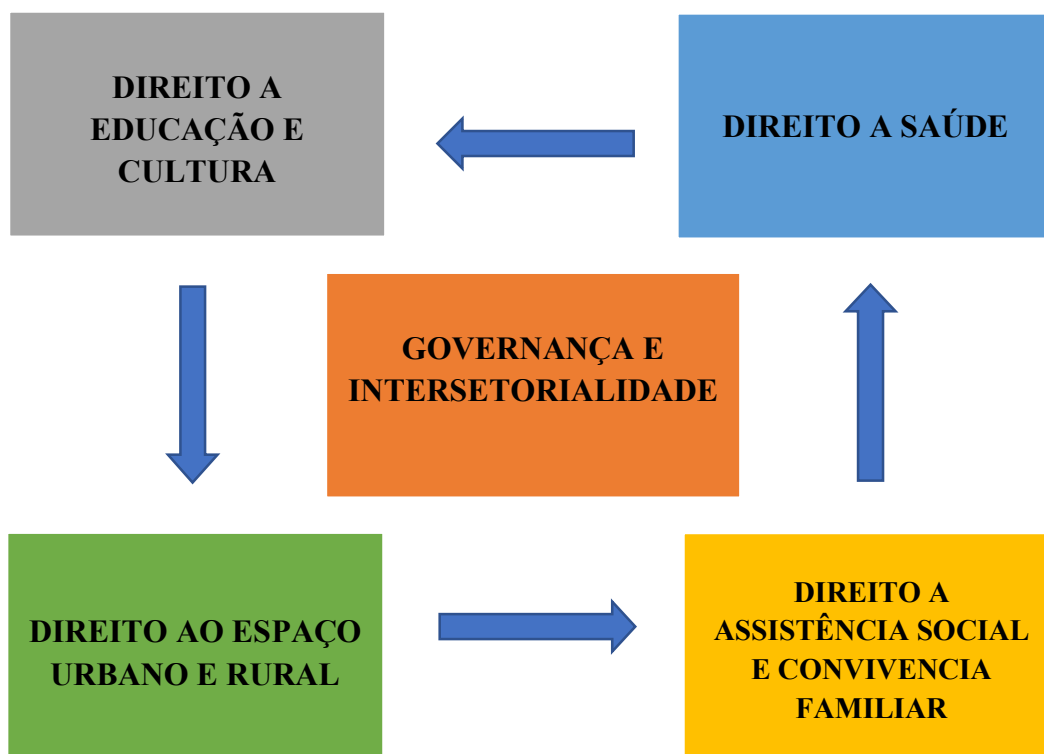 DIREITO A
EDUCAÇÃO E
CULTURA
DIREITO A SAÚDE
GOVERNANÇA E
INTERSETORIALIDADE
DIREITO AO ESPAÇO
URBANO E RURAL
DIREITO A
ASSISTÊNCIA SOCIAL
E CONVIVENCIA
FAMILIAR